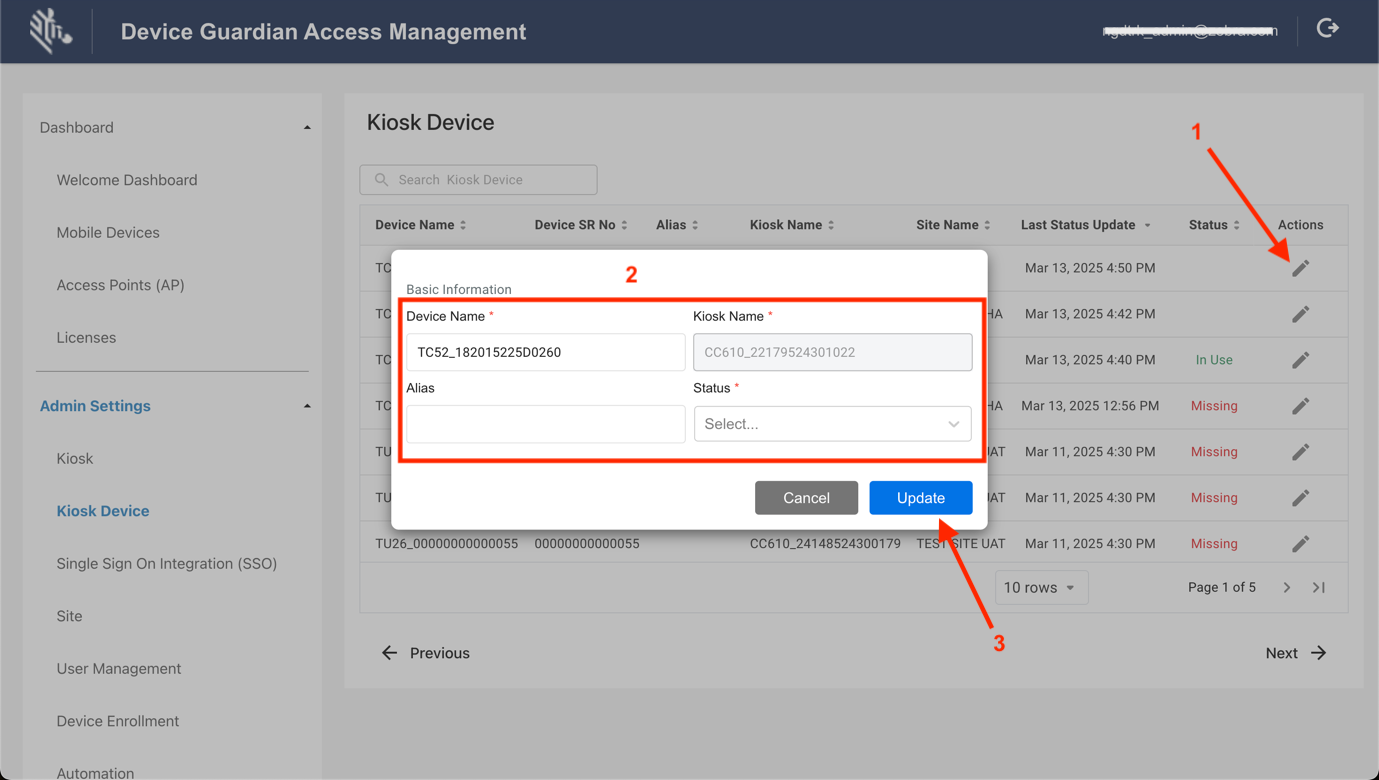 Device Guardian Access Management
Dashboard
Welcome Dashboard
Mobile Devices
Access Points (AP)
Licenses
Admin Settings
Kiosk
Kiosk Device
Single Sign On Integration (SSO)
Site
User Management
Device Enrollment
Automation
Kiosk Device
1
Search Kiosk Device
Device Name Device SR No Alias Kiosk Name Site Name Last Status Update Status Actions
TC Mar 13, 2025 4:50 PM
TC HA Mar 13, 2025 4:42 PM
TC Mar 13, 2025 4:40 PM In Use
TC HA Mar 13, 2025 12:56 PM Missing
TU AT Mar 11, 2025 4:30 PM Missing
TU AT Mar 11, 2025 4:30 PM Missing
TU26_00000000000055 00000000000055 CC610_24148524300179 TEST SITE UAT Mar 11, 2025 4:30 PM Missing
2
Basic Information
Device Name * Kiosk Name *
TC52_182015225D0260 CC610_22179524301022
Alias Status *
Select...
Cancel Update
10 rows Page 1 of 5
3
Previous Next